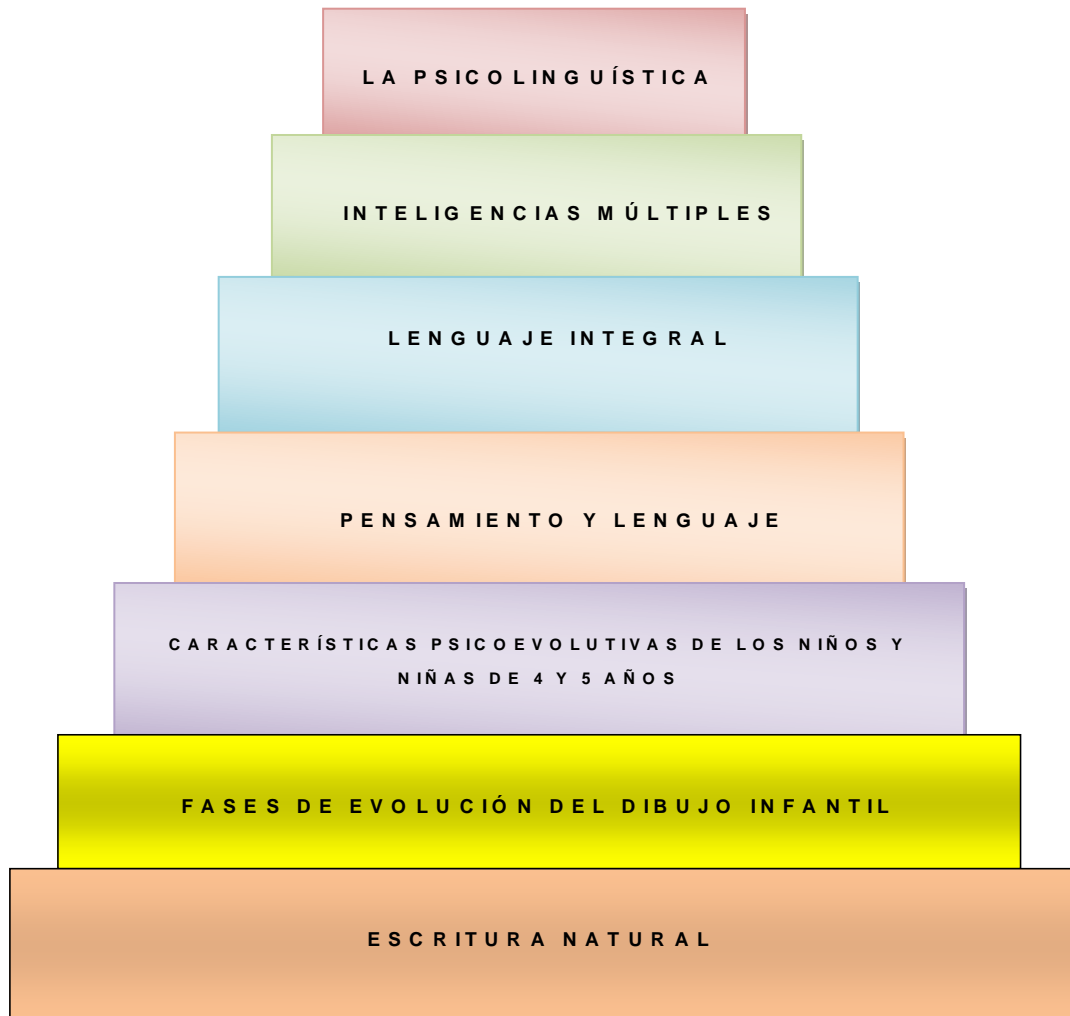 LA PSICOLINGUÍSTICA
INTELIGENCIAS MÚLTIPLES
LENGUAJE INTEGRAL
PENSAMIENTO Y LENGUAJE
CARACTERÍSTICAS PSICOEVOLUTIVAS DE LOS NIÑOS Y
NIÑAS DE 4 Y 5 AÑOS
FASES DE EVOLUCIÓN DEL DIBUJO INFANTIL
ESCRITURA NATURAL